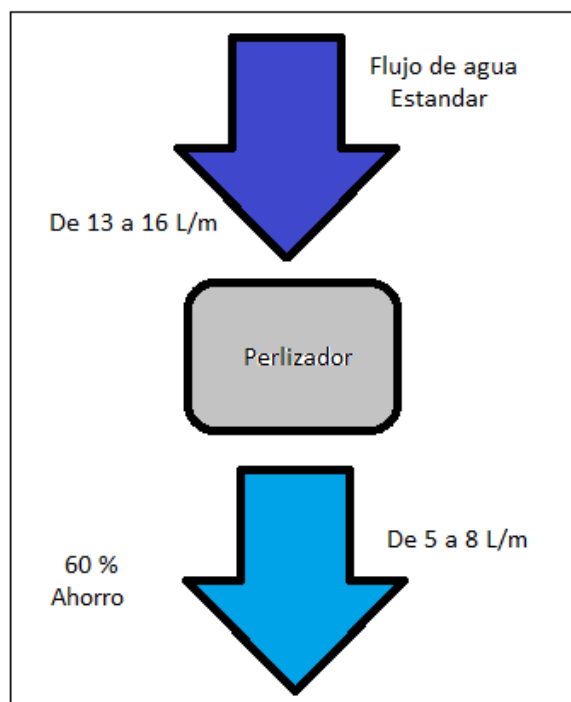 Flujo de agua
Estandar
De 13 a 16 L/m
Perlizador
De 5 a 8 L/m
60 %
Ahorro